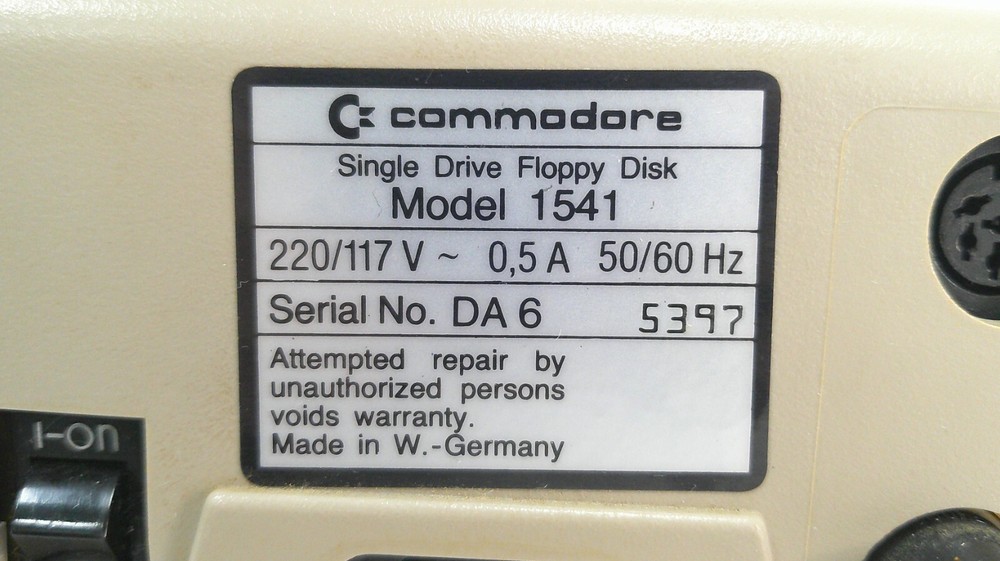 commodore
Single Drive Floppy Disk
Model 1541
220/117 V ~ 0,5 A 50/60 Hz
Serial No. DA 6 5397
Attempted repair by
unauthorized persons
voids warranty.
Made in W.-Germany
I-on